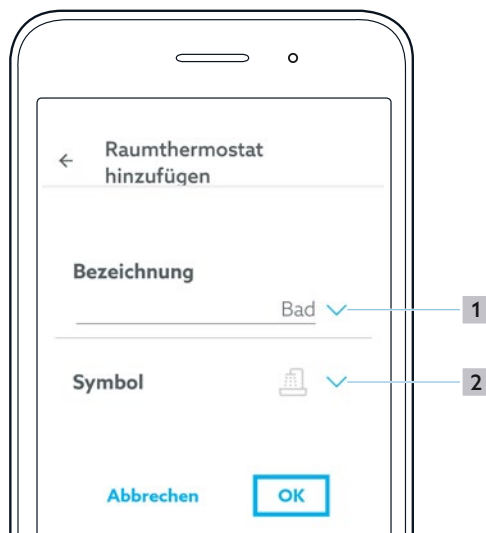 Raumthermostat
hinzufügen
Bezeichnung
Bad
1
Symbol
2
Abbrechen OK